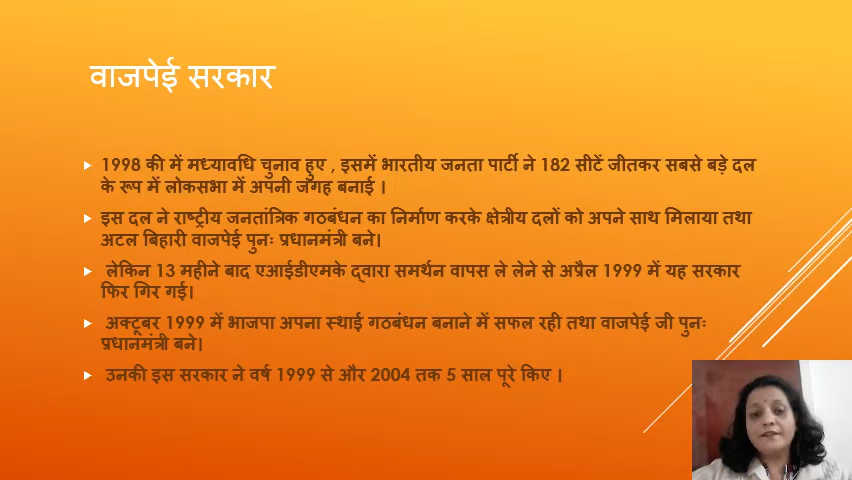 वाजपेई सरकार
1998 की में मध्यावधि चुनाव हुए , इसमें भारतीय जनता पार्टी ने 182 सीटें जीतकर सबसे बड़े दल
के रूप में लोकसभा में अपनी जगह बनाई ।
इस दल ने राष्ट्रीय जनतांत्रिक गठबंधन का निर्माण करके क्षेत्रीय दलों को अपने साथ मिलाया तथा
अटल बिहारी वाजपेई पुनः प्रधानमंत्री बने।
लेकिन 13 महीने बाद एआईडीएमके द्वारा समर्थन वापस ले लेने से अप्रैल 1999 में यह सरकार
फिर गिर गई।
अक्टूबर 1999 में भाजपा अपना स्थाई गठबंधन बनाने में सफल रही तथा वाजपेई जी पुनः
प्रधानमंत्री बने।
उनकी इस सरकार ने वर्ष 1999 से और 2004 तक 5 साल पूरे किए ।